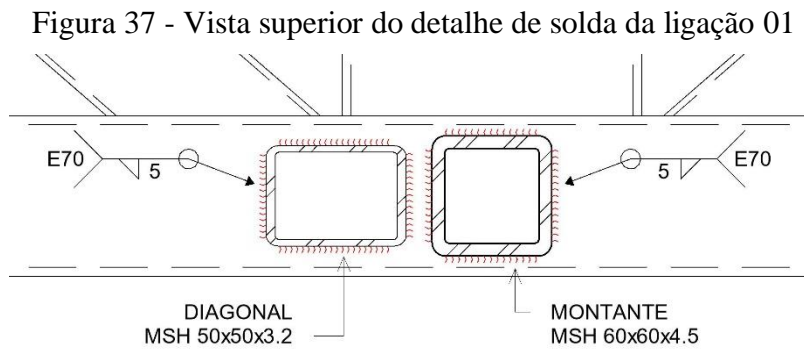 Figura 37 - Vista superior do detalhe de solda da ligação 01
E70
5
5
E70
DIAGONAL
MSH 50x50x3.2
MONTANTE
MSH 60x60x4.5